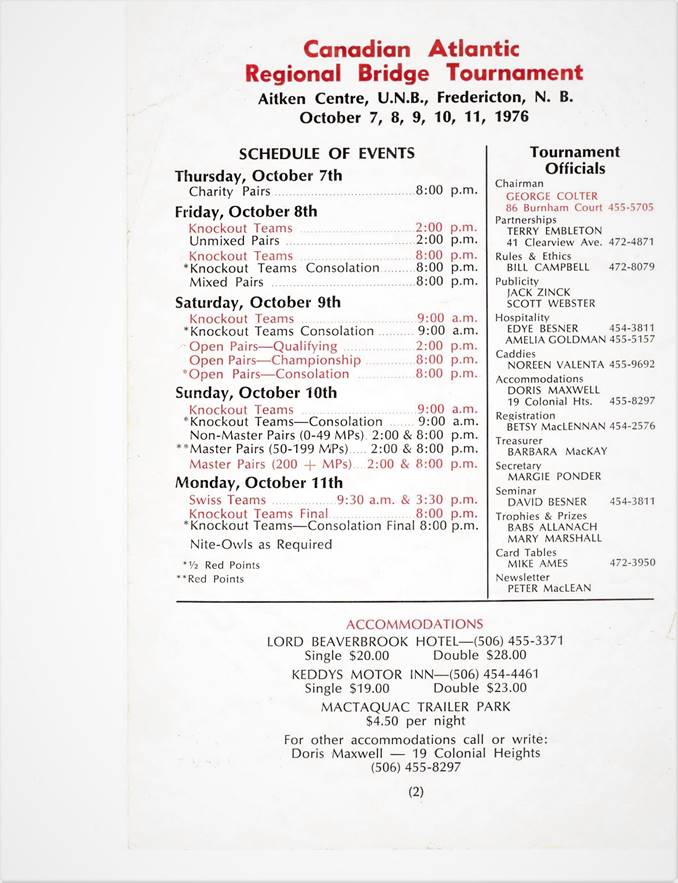 Canadian Atlantic
Regional Bridge Tournament
Aitken Centre, U.N.B., Fredericton, N. B.
October 7, 8, 9, 10, 11, 1976
SCHEDULE OF EVENTS
Thursday, October 7th
Charity Pairs ........ 8:00 p.m.
Friday, October 8th
Knockout Teams ........ 2:00 p.m.
Unmixed Pairs ........ 2:00 p.m.
Knockout Teams ........ 8:00 p.m.
*Knockout Teams Consolation ........ 8:00 p.m.
Mixed Pairs ........ 8:00 p.m.
Saturday, October 9th
Knockout Teams ........ 9:00 a.m.
*Knockout Teams Consolation ........ 9:00 a.m.
Open Pairs—Qualifying ........ 2:00 p.m.
Open Pairs—Championship ........ 8:00 p.m.
*Open Pairs—Consolation ........ 8:00 p.m.
Sunday, October 10th
Knockout Teams ........ 9:00 a.m.
*Knockout Teams—Consolation ........ 9:00 a.m.
Non-Master Pairs (0-49 MPs). 2:00 & 8:00 p.m.
**Master Pairs (50-199 MPs)..... 2:00 & 8:00 p.m.
Master Pairs (200 + MPs)... 2:00 & 8:00 p.m.
Monday, October 11th
Swiss Teams ........ 9:30 a.m. & 3:30 p.m.
Knockout Teams Final ........ 8:00 p.m.
*Knockout Teams—Consolation Final 8:00 p.m.
Nite-Owls as Required
*½ Red Points
**Red Points
Tournament
Officials
Chairman
GEORGE COLTER
86 Burnham Court 455-5705
Partnerships
TERRY EMBLETON
41 Clearview Ave. 472-4871
Rules & Ethics
BILL CAMPBELL 472-8079
Publicity
JACK ZINCK
SCOTT WEBSTER
Hospitality
EDYE BESNER 454-3811
AMELIA GOLDMAN 455-5157
Caddies
NOREEN VALENTA 455-9692
Accommodations
DORIS MAXWELL
19 Colonial Hts. 455-8297
Registration
BETSY MacLENNAN 454-2576
Treasurer
BARBARA MacKAY
Secretary
MARGIE PONDER
Seminar
DAVID BESNER 454-3811
Trophies & Prizes
BABS ALLANACH
MARY MARSHALL
Card Tables
MIKE AMES 472-3950
Newsletter
PETER MacLEAN
ACCOMMODATIONS
LORD BEAVERBROOK HOTEL—(506) 455-3371
Single $20.00 Double $28.00
KEDDYS MOTOR INN—(506) 454-4461
Single $19.00 Double $23.00
MACTAQUAC TRAILER PARK
$4.50 per night
For other accommodations call or write:
Doris Maxwell — 19 Colonial Heights
(506) 455-8297
(2)